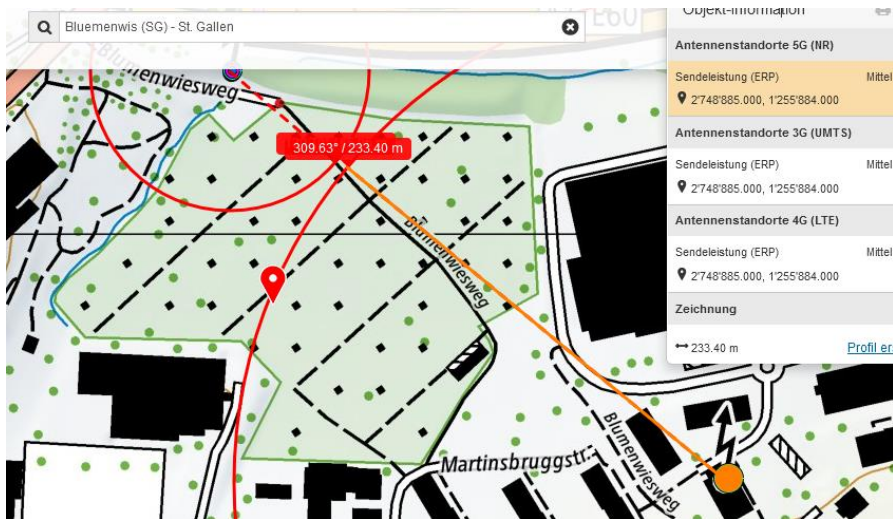 Bluemenwis (SG) - St. Gallen
Objekt-Information
Antennenstandorte 5G (NR)
Sendeleistung (ERP) Mittel
2'748'885.000, 1'255'884.000
Antennenstandorte 3G (UMTS)
Sendeleistung (ERP) Mittel
2'748'885.000, 1'255'884.000
Antennenstandorte 4G (LTE)
Sendeleistung (ERP) Mittel
2'748'885.000, 1'255'884.000
Zeichnung
233.40 m Profil er
Blumenwiesweg
309.63° / 233.40 m
Blumenwiesweg
Martinsbruggstr.
Blumenwiesweg